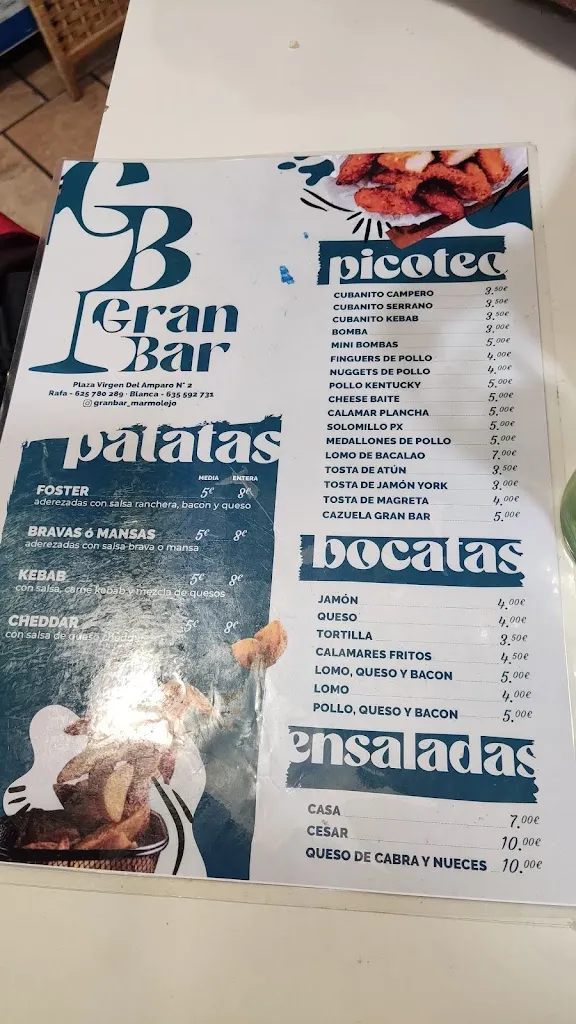 GB
Gran
Bar
Plaza Virgen Del Amparo Nº 2
Rafa - 625 780 289 · Blanca - 635 592 731
granbar_marmolejo
patatas
MEDIA ENTERA
FOSTER 5€ 8€
aderezadas con salsa ranchera, bacon y queso
BRAVAS ó MANSAS 5€ 8€
aderezadas con salsa brava o mansa
KEBAB 5€ 8€
con salsa, carne kabab y mezcla de quesos
CHEDDAR 5€ 8€
con salsa de queso cheddar
picoteo
CUBANITO CAMPERO 3.50€
CUBANITO SERRANO 3.50€
CUBANITO KEBAB 3.50€
BOMBA 3.00€
MINI BOMBAS 5.00€
FINGUERS DE POLLO 4.00€
NUGGETS DE POLLO 4.00€
POLLO KENTUCKY 5.00€
CHEESE BAITE 5.00€
CALAMAR PLANCHA 5.00€
SOLOMILLO PX 5.00€
MEDALLONES DE POLLO 5.00€
LOMO DE BACALAO 7.00€
TOSTA DE ATÚN 3.50€
TOSTA DE JAMÓN YORK 3.00€
TOSTA DE MAGRETA 4.00€
CAZUELA GRAN BAR 5.00€
bocatas
JAMÓN 4.00€
QUESO 4.00€
TORTILLA 3.50€
CALAMARES FRITOS 4.50€
LOMO, QUESO Y BACON 5.00€
LOMO 4.00€
POLLO, QUESO Y BACON 5.00€
ensaladas
CASA 7.00€
CESAR 10.00€
QUESO DE CABRA Y NUECES 10.00€